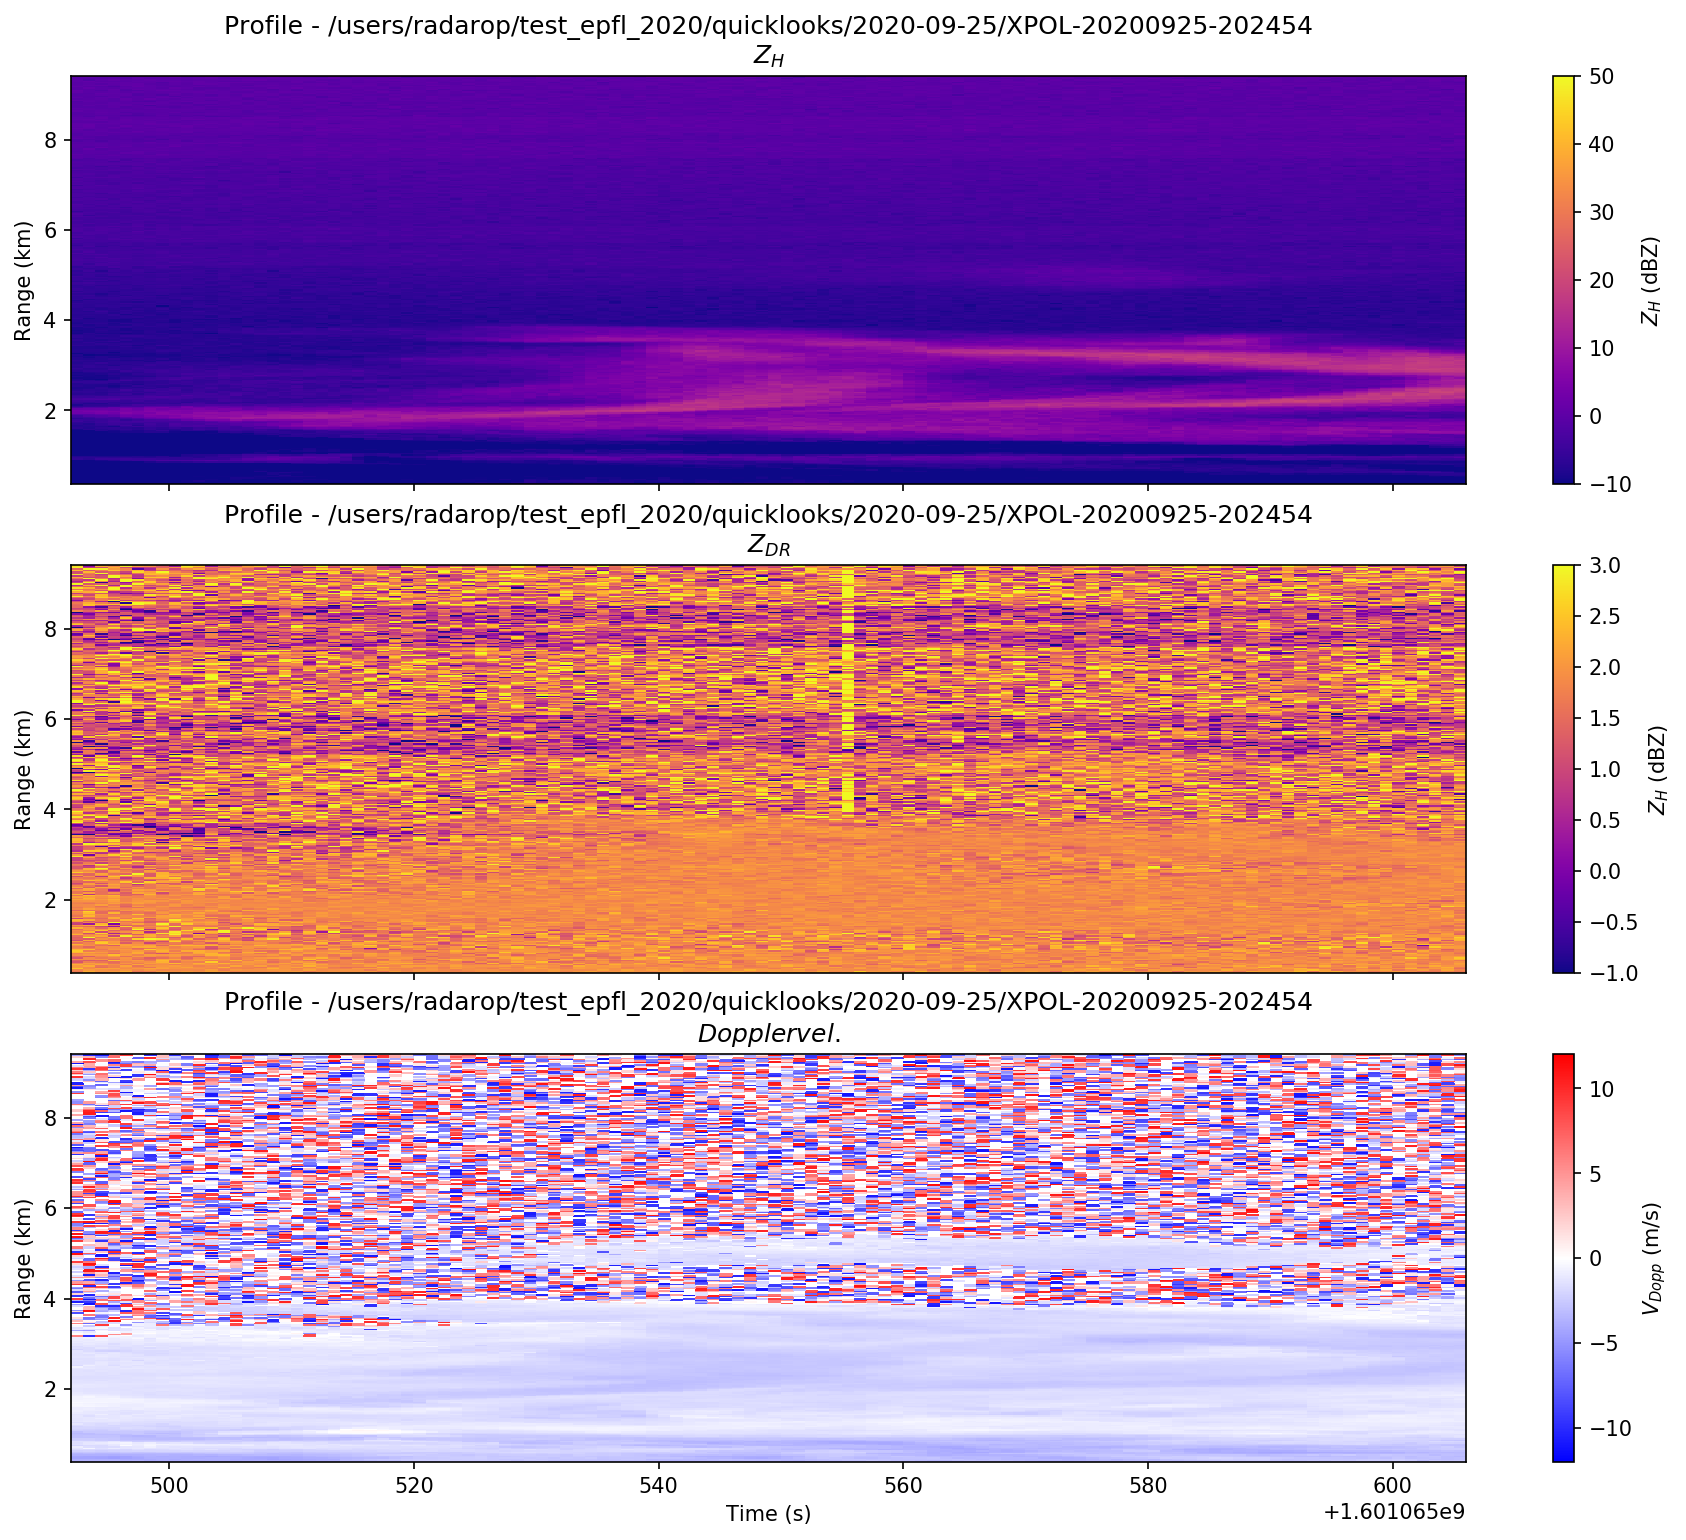 Profile - /users/radarop/test_epfl_2020/quicklooks/2020-09-25/XPOL-20200925-202454
Z_H
8
6
4
2
Range (km)
50
40
30
20
10
0
−10
Z_H (dBZ)
Profile - /users/radarop/test_epfl_2020/quicklooks/2020-09-25/XPOL-20200925-202454
Z_DR
8
6
4
2
Range (km)
3.0
2.5
2.0
1.5
1.0
0.5
0.0
−0.5
−1.0
Z_H (dBZ)
Profile - /users/radarop/test_epfl_2020/quicklooks/2020-09-25/XPOL-20200925-202454
Dopplervel.
8
6
4
2
Range (km)
10
5
0
−5
−10
V_Dopp (m/s)
500 520 540 560 580 600
Time (s)
+1.601065e9